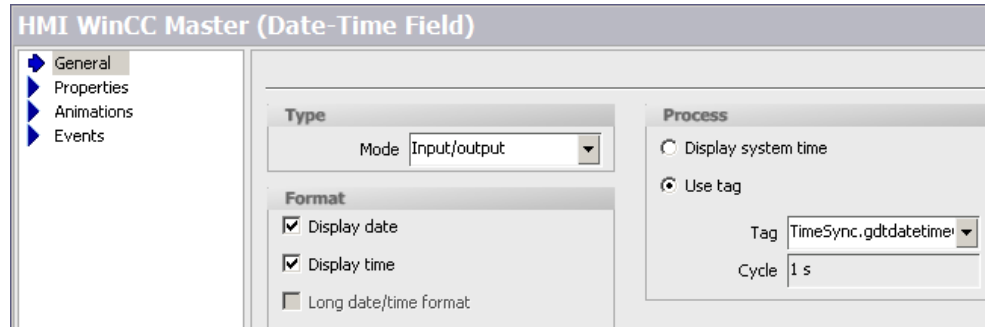 HMI WinCC Master (Date-Time Field)
General
Properties
Animations
Events
Type
Mode Input/output
Format
Display date
Display time
Long date/time format
Process
Display system time
Use tag
Tag TimeSync.gdtdatetime
Cycle 1 s